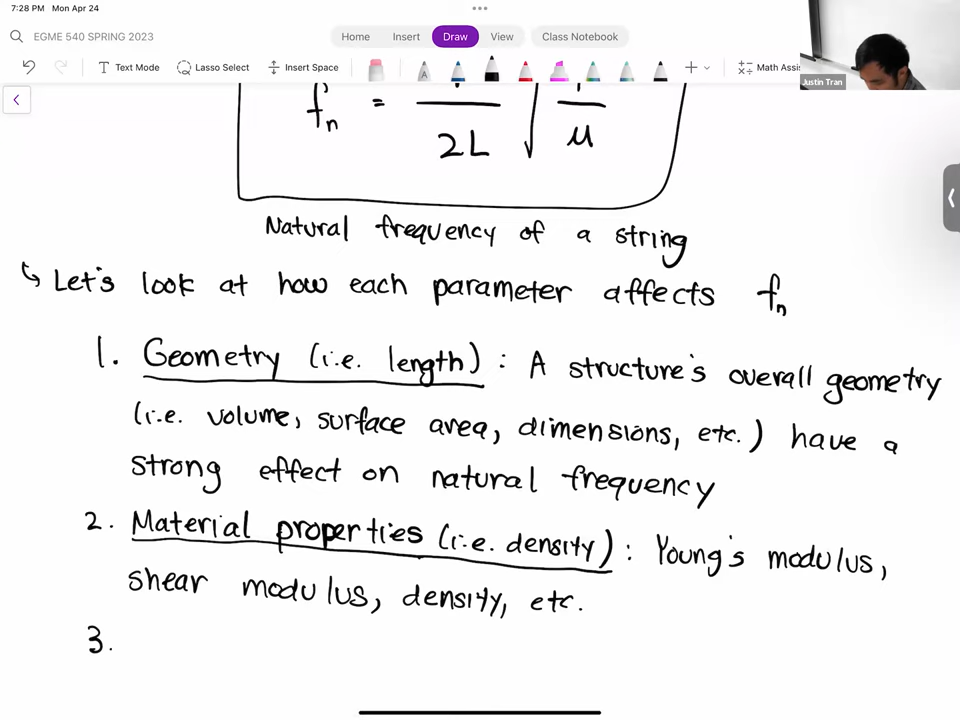 7:28 PM Mon Apr 24
EGME 540 SPRING 2023
Home Insert Draw View Class Notebook
Text Mode Lasso Select Insert Space Math Assis
Justin Tran
fn = 2L μ
Natural frequency of a string
↳ Let's look at how each parameter affects fn
1. Geometry (i.e. length) : A structure's overall geometry
(i.e. volume, surface area, dimensions, etc.) have a
strong effect on natural frequency
2. Material properties (i.e. density) : Young's modulus,
shear modulus, density, etc.
3.